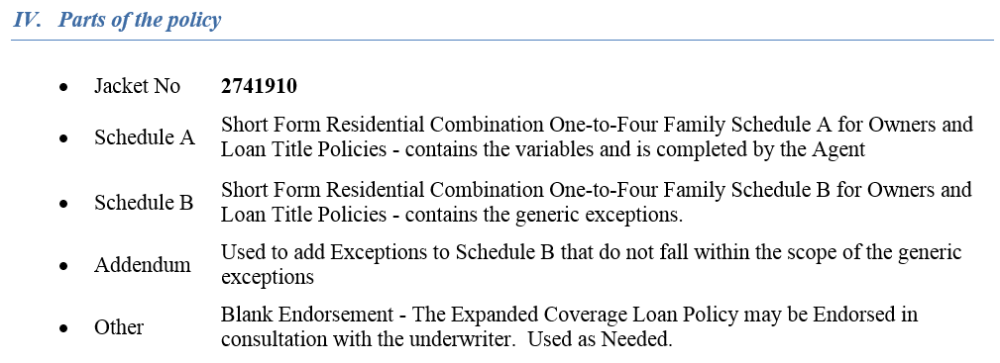 IV. Parts of the policy
• Jacket No 2741910
• Schedule A Short Form Residential Combination One-to-Four Family Schedule A for Owners and
Loan Title Policies - contains the variables and is completed by the Agent
• Schedule B Short Form Residential Combination One-to-Four Family Schedule B for Owners and
Loan Title Policies - contains the generic exceptions.
• Addendum Used to add Exceptions to Schedule B that do not fall within the scope of the generic
exceptions
• Other Blank Endorsement - The Expanded Coverage Loan Policy may be Endorsed in
consultation with the underwriter. Used as Needed.